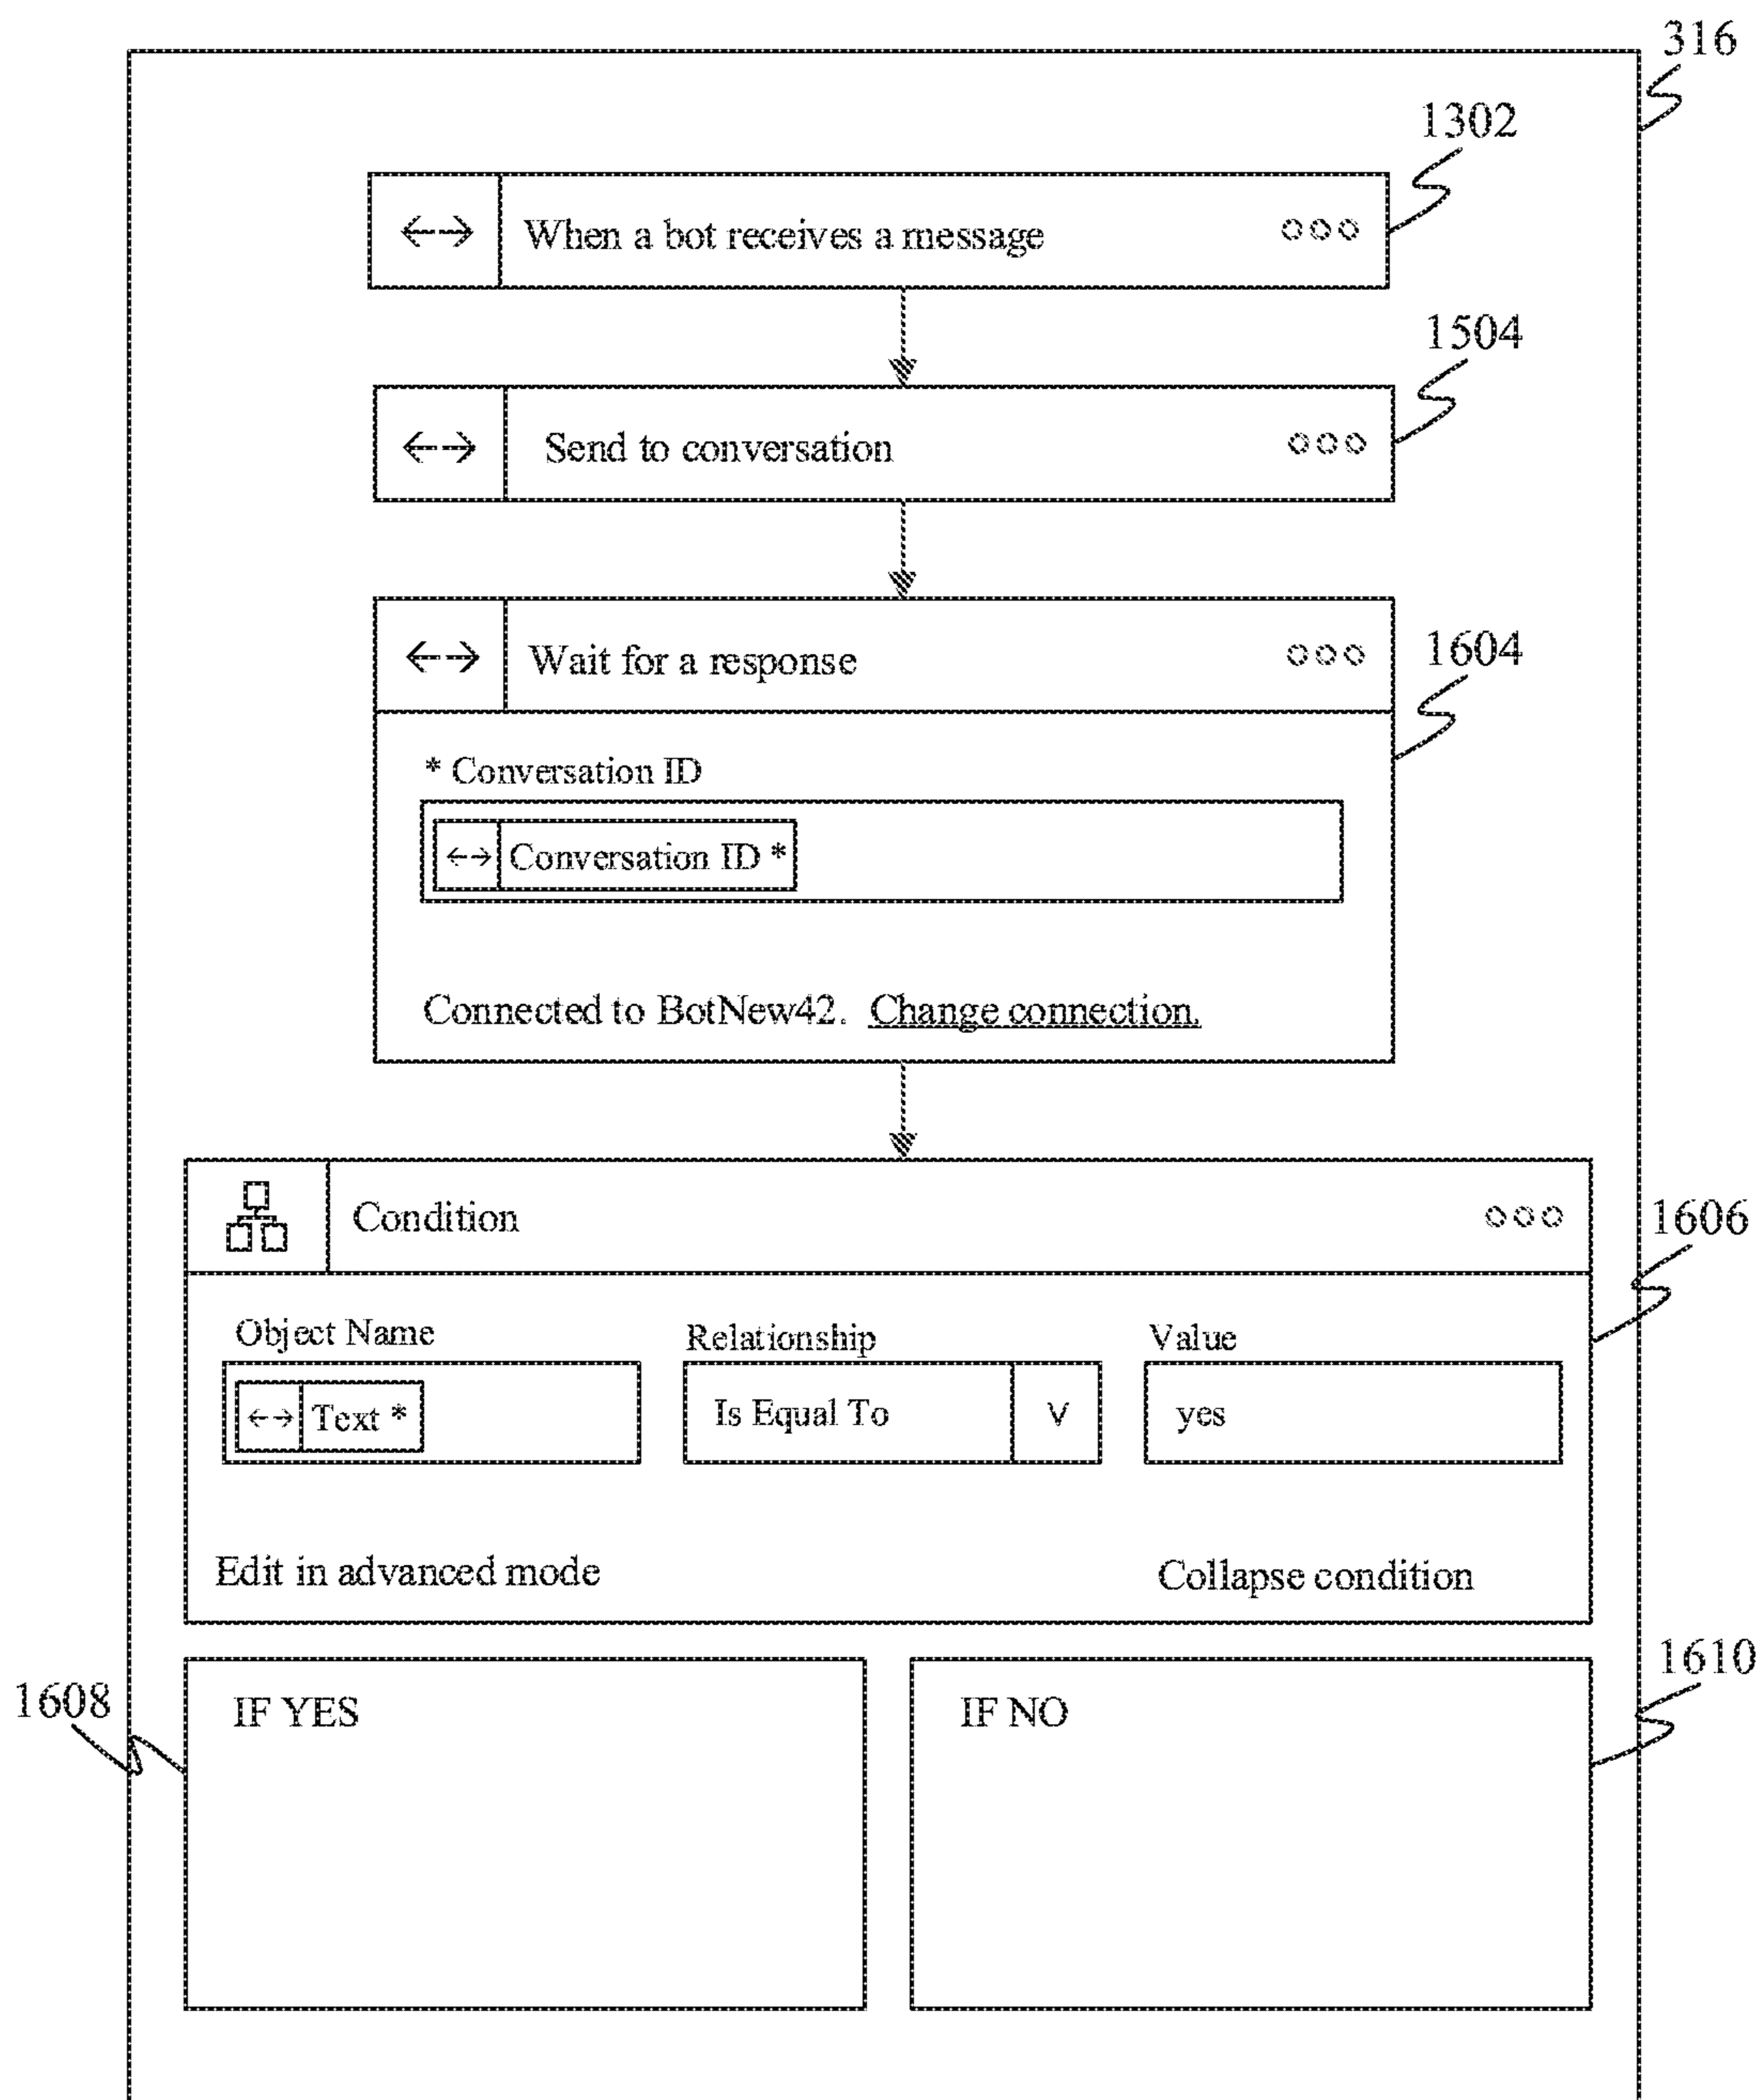 316
1302
When a bot receives a message
1504
Send to conversation
Wait for a response
1604
* Conversation ID
Conversation ID *
Connected to BotNew42. Change connection.
Condition
1606
Object Name Relationship Value
Text * Is Equal To V yes
Edit in advanced mode Collapse condition
1608 IF YES IF NO 1610